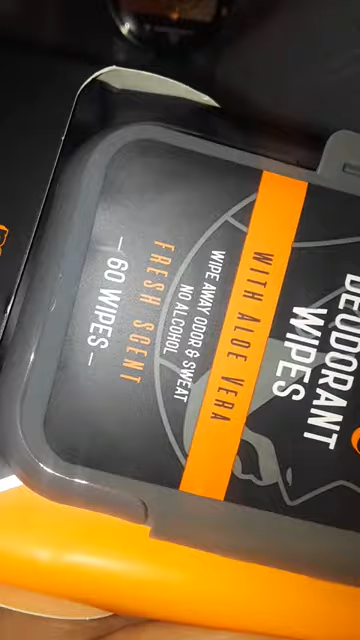 DEODORANT
WIPES
WITH ALOE VERA
WIPE AWAY ODOR & SWEAT
NO ALCOHOL
FRESH SCENT
– 60 WIPES –